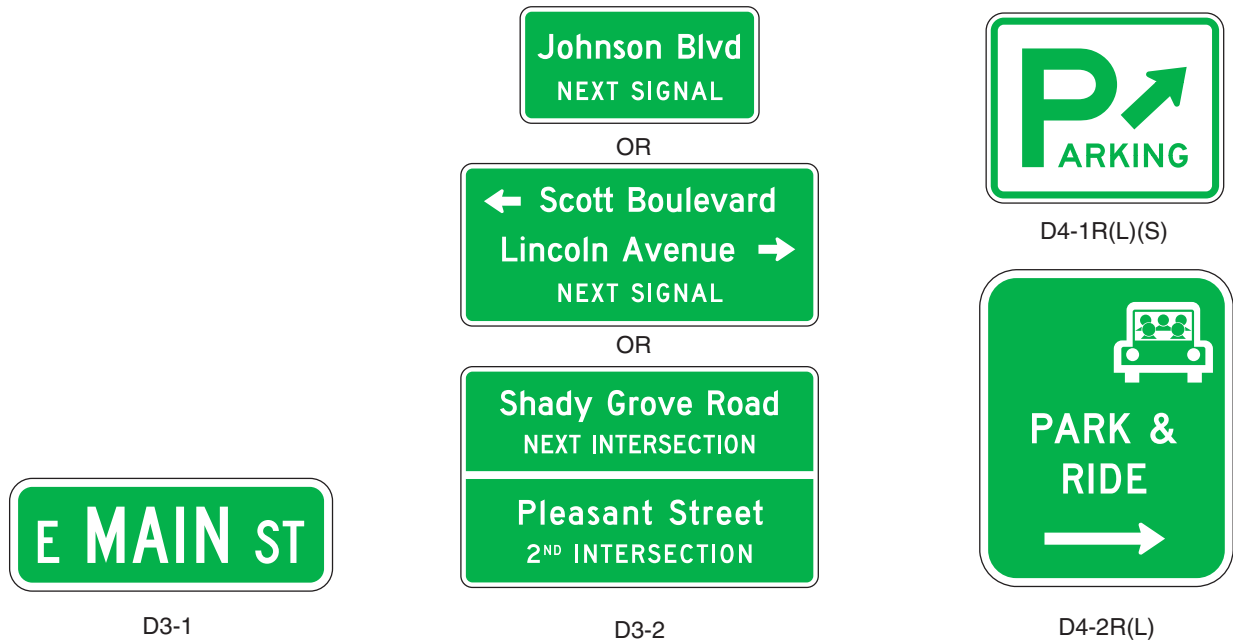 E MAIN ST
D3-1
Johnson Blvd
NEXT SIGNAL
OR
Scott Boulevard
Lincoln Avenue
NEXT SIGNAL
OR
Shady Grove Road
NEXT INTERSECTION
Pleasant Street
2ND INTERSECTION
D3-2
PARKING
D4-1R(L)(S)
PARK &
RIDE
D4-2R(L)